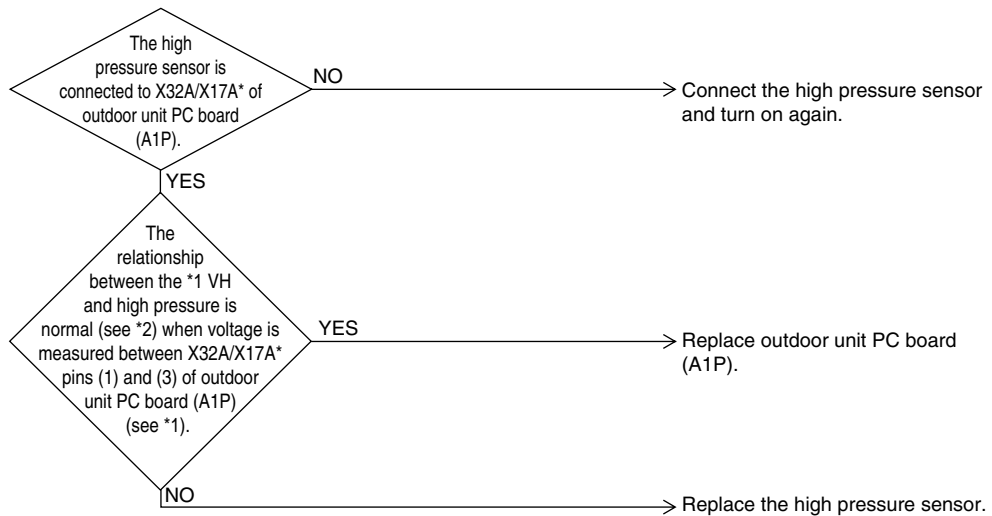 The high
pressure sensor is
connected to X32A/X17A* of
outdoor unit PC board
(A1P).
NO
Connect the high pressure sensor
and turn on again.
YES
The
relationship
between the *1 VH
and high pressure is
normal (see *2) when voltage is
measured between X32A/X17A*
pins (1) and (3) of outdoor
unit PC board (A1P)
(see *1).
YES
Replace outdoor unit PC board
(A1P).
NO
Replace the high pressure sensor.